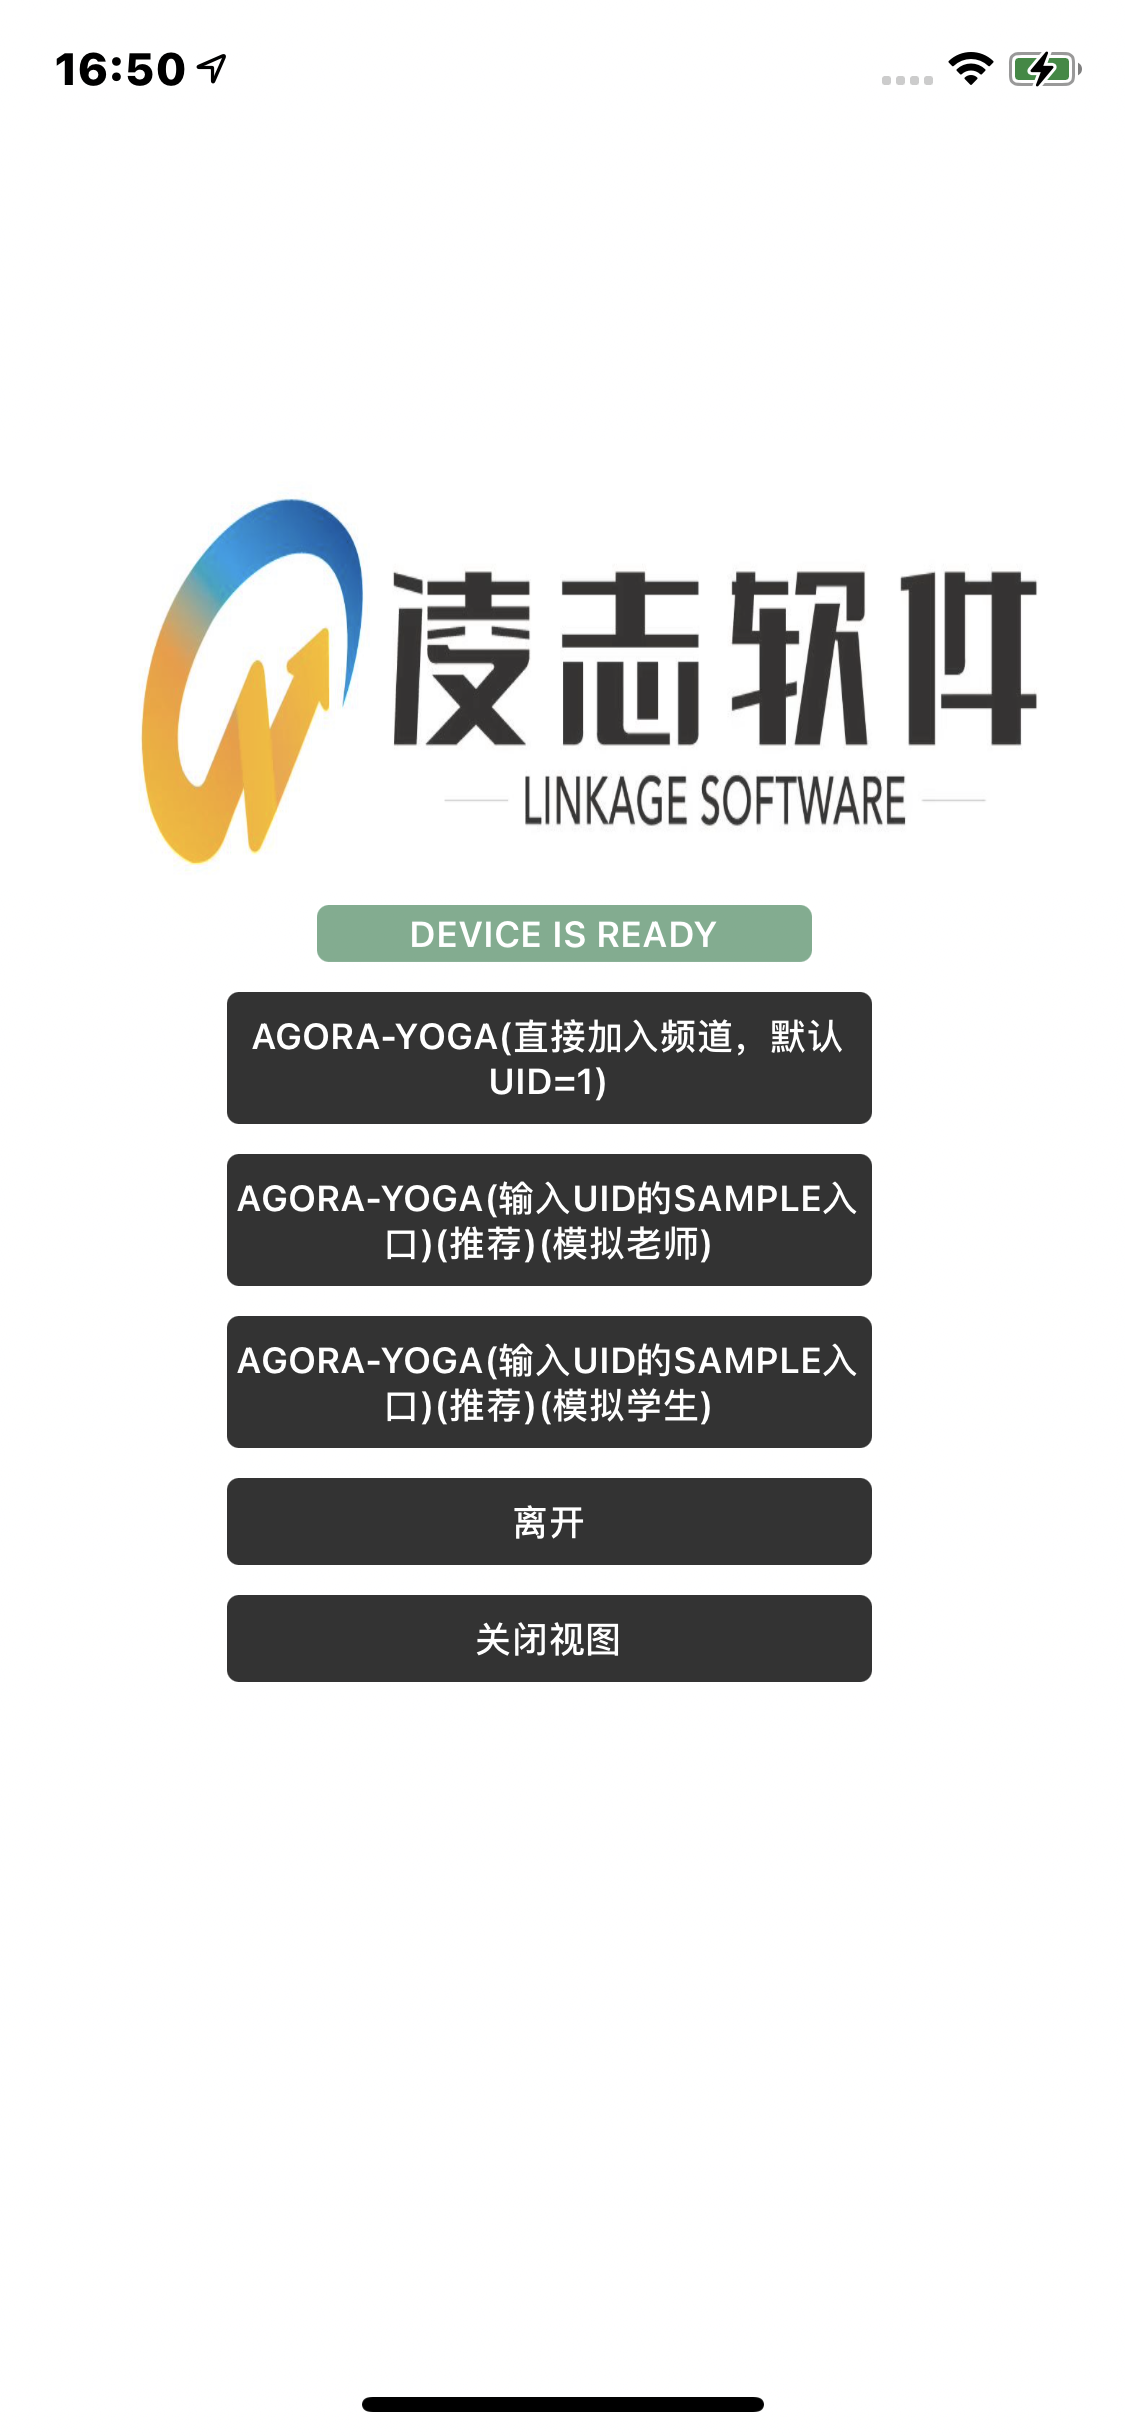 16:50
凌志软件
LINKAGE SOFTWARE
DEVICE IS READY
AGORA-YOGA(直接加入频道，默认
UID=1)
AGORA-YOGA(输入UID的SAMPLE入
口)(推荐)(模拟老师)
AGORA-YOGA(输入UID的SAMPLE入
口)(推荐)(模拟学生)
离开
关闭视图